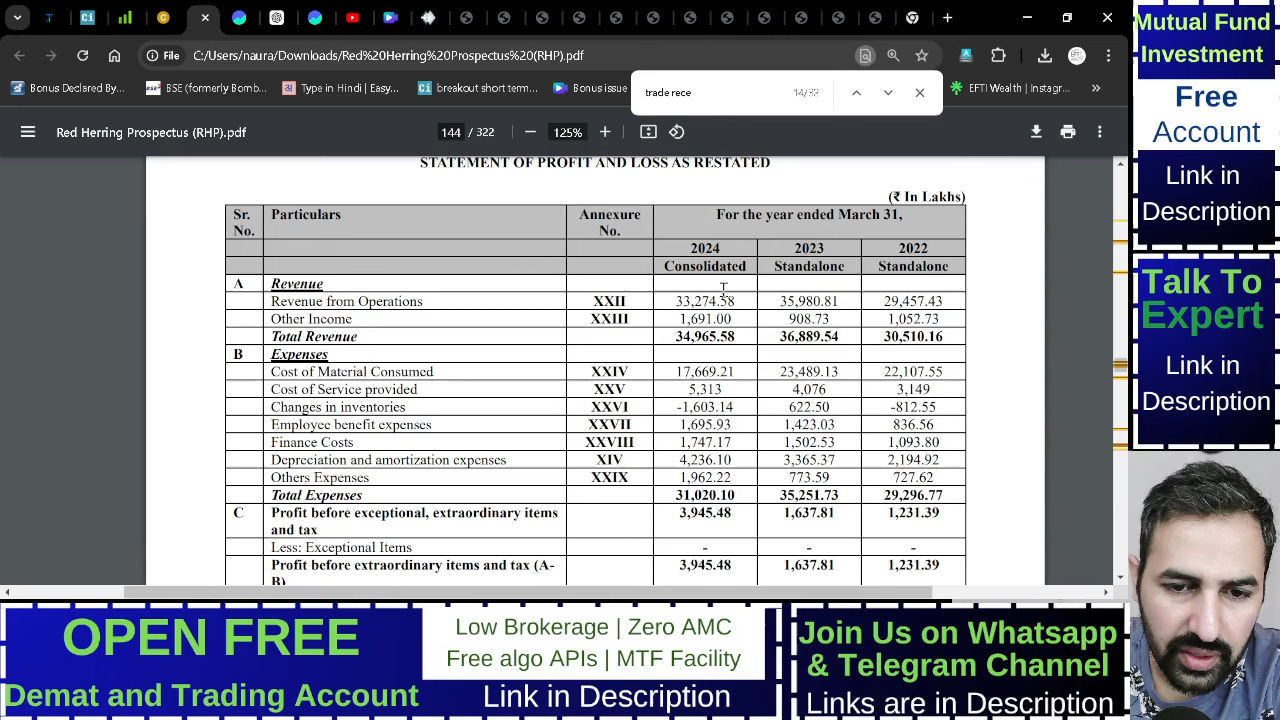 File
C:/Users/naura/Downloads/Red%20Herring%20Prospectus%20(RHP).pdf
Bonus Declared By...
BSE (formerly Bomb...
Type in Hindi | Easy...
breakout short term...
Bonus issue
EFTI Wealth | Instagr...
trade rece
14/32
Red Herring Prospectus (RHP).pdf
144 / 322
125%
STATEMENT OF PROFIT AND LOSS AS RESTATED
(₹ In Lakhs)
Sr. No. Particulars Annexure No. For the year ended March 31,
2024 2023 2022
Consolidated Standalone Standalone
A Revenue
Revenue from Operations XXII 33,274.58 35,980.81 29,457.43
Other Income XXIII 1,691.00 908.73 1,052.73
Total Revenue 34,965.58 36,889.54 30,510.16
B Expenses
Cost of Material Consumed XXIV 17,669.21 23,489.13 22,107.55
Cost of Service provided XXV 5,313 4,076 3,149
Changes in inventories XXVI -1,603.14 622.50 -812.55
Employee benefit expenses XXVII 1,695.93 1,423.03 836.56
Finance Costs XXVIII 1,747.17 1,502.53 1,093.80
Depreciation and amortization expenses XIV 4,236.10 3,365.37 2,194.92
Others Expenses XXIX 1,962.22 773.59 727.62
Total Expenses 31,020.10 35,251.73 29,296.77
C Profit before exceptional, extraordinary items and tax 3,945.48 1,637.81 1,231.39
Less: Exceptional Items - - -
Profit before extraordinary items and tax (A-B) 3,945.48 1,637.81 1,231.39
Mutual Fund
Investment
Free
Account
Link in
Description
Talk To
Expert
Link in
Description
OPEN FREE
Demat and Trading Account
Low Brokerage | Zero AMC
Free algo APIs | MTF Facility
Link in Description
Join Us on Whatsapp
& Telegram Channel
Links are in Description